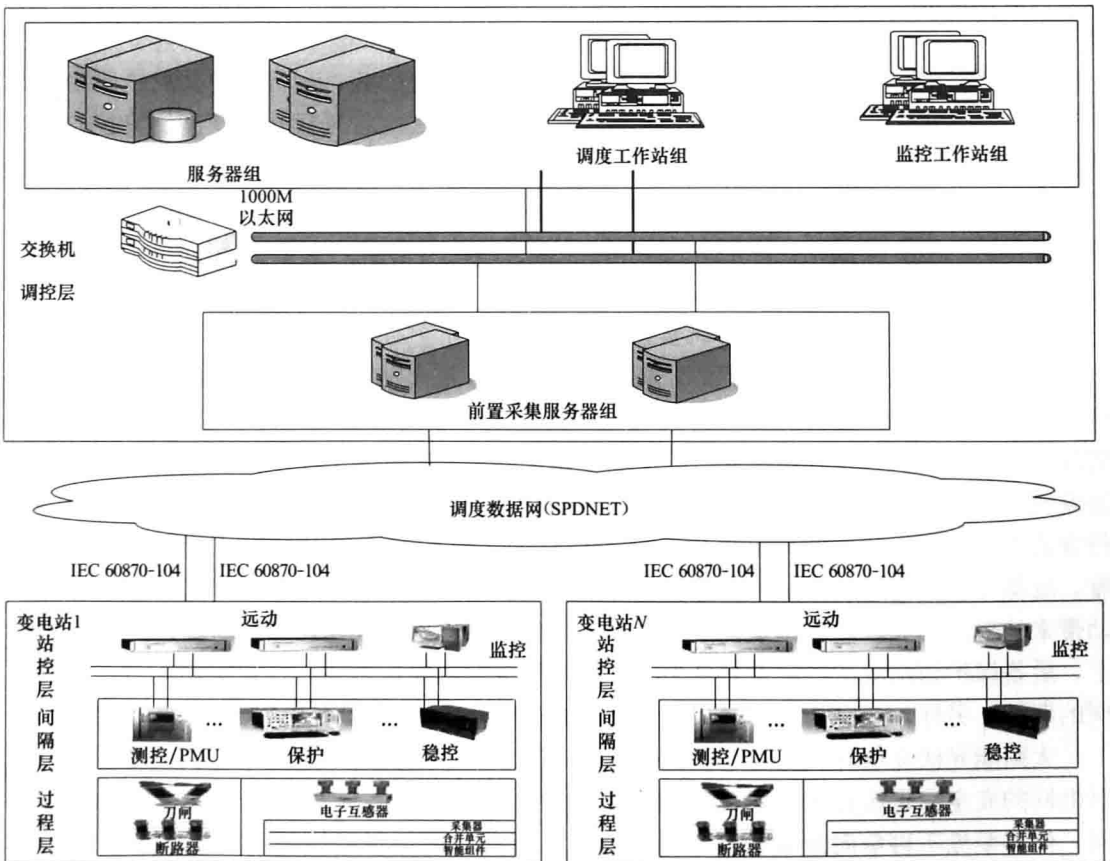 服务器组
调度工作站组
监控工作站组
1000M
以太网
交换机
调控层
前置采集服务器组
调度数据网(SPDNET)
IEC 60870-104
IEC 60870-104
IEC 60870-104
IEC 60870-104
变电站1
远动
站控层
监控
间隔层
测控/PMU
…
保护
…
稳控
过程层
刀闸
断路器
电子互感器
采集器
合并单元
智能组件
变电站N
远动
站控层
监控
间隔层
测控/PMU
…
保护
…
稳控
过程层
刀闸
断路器
电子互感器
采集器
合并单元
智能组件